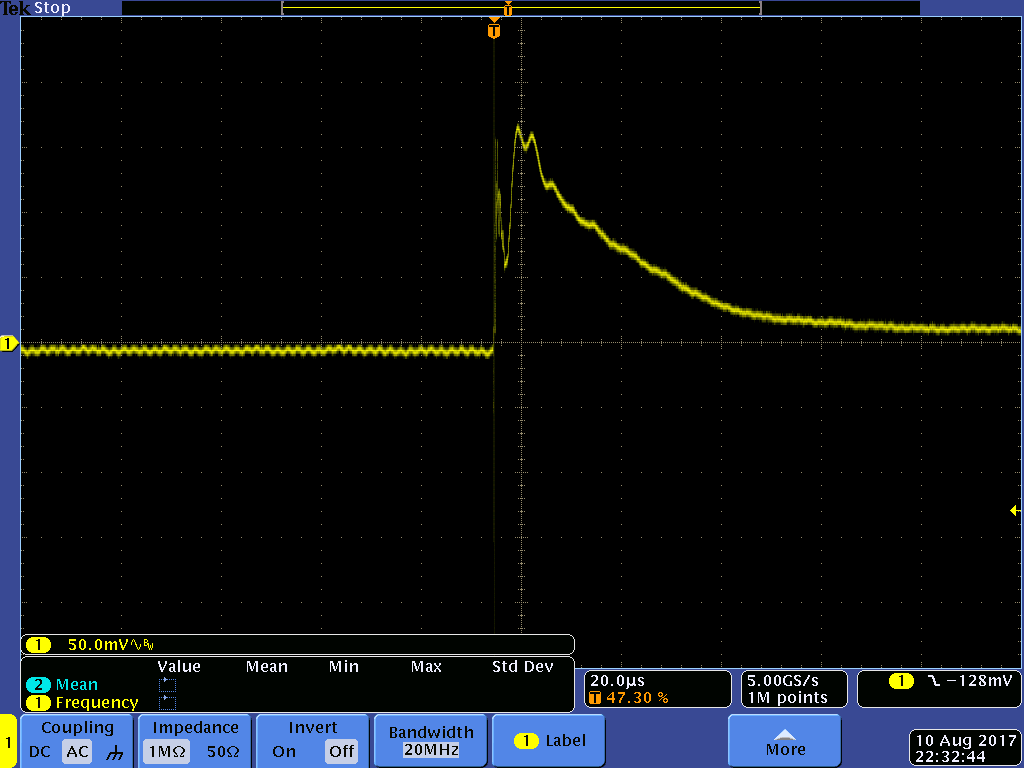 Tek Stop
T
T
1
1 50.0mV
Value Mean Min Max Std Dev
2 Mean
1 Frequency
20.0µs
T 47.30 %
5.00GS/s
1M points
1 -128mV
1
Coupling
DC AC
Impedance
1MΩ 50Ω
Invert
On Off
Bandwidth
20MHz
1 Label
More
10 Aug 2017
22:32:44